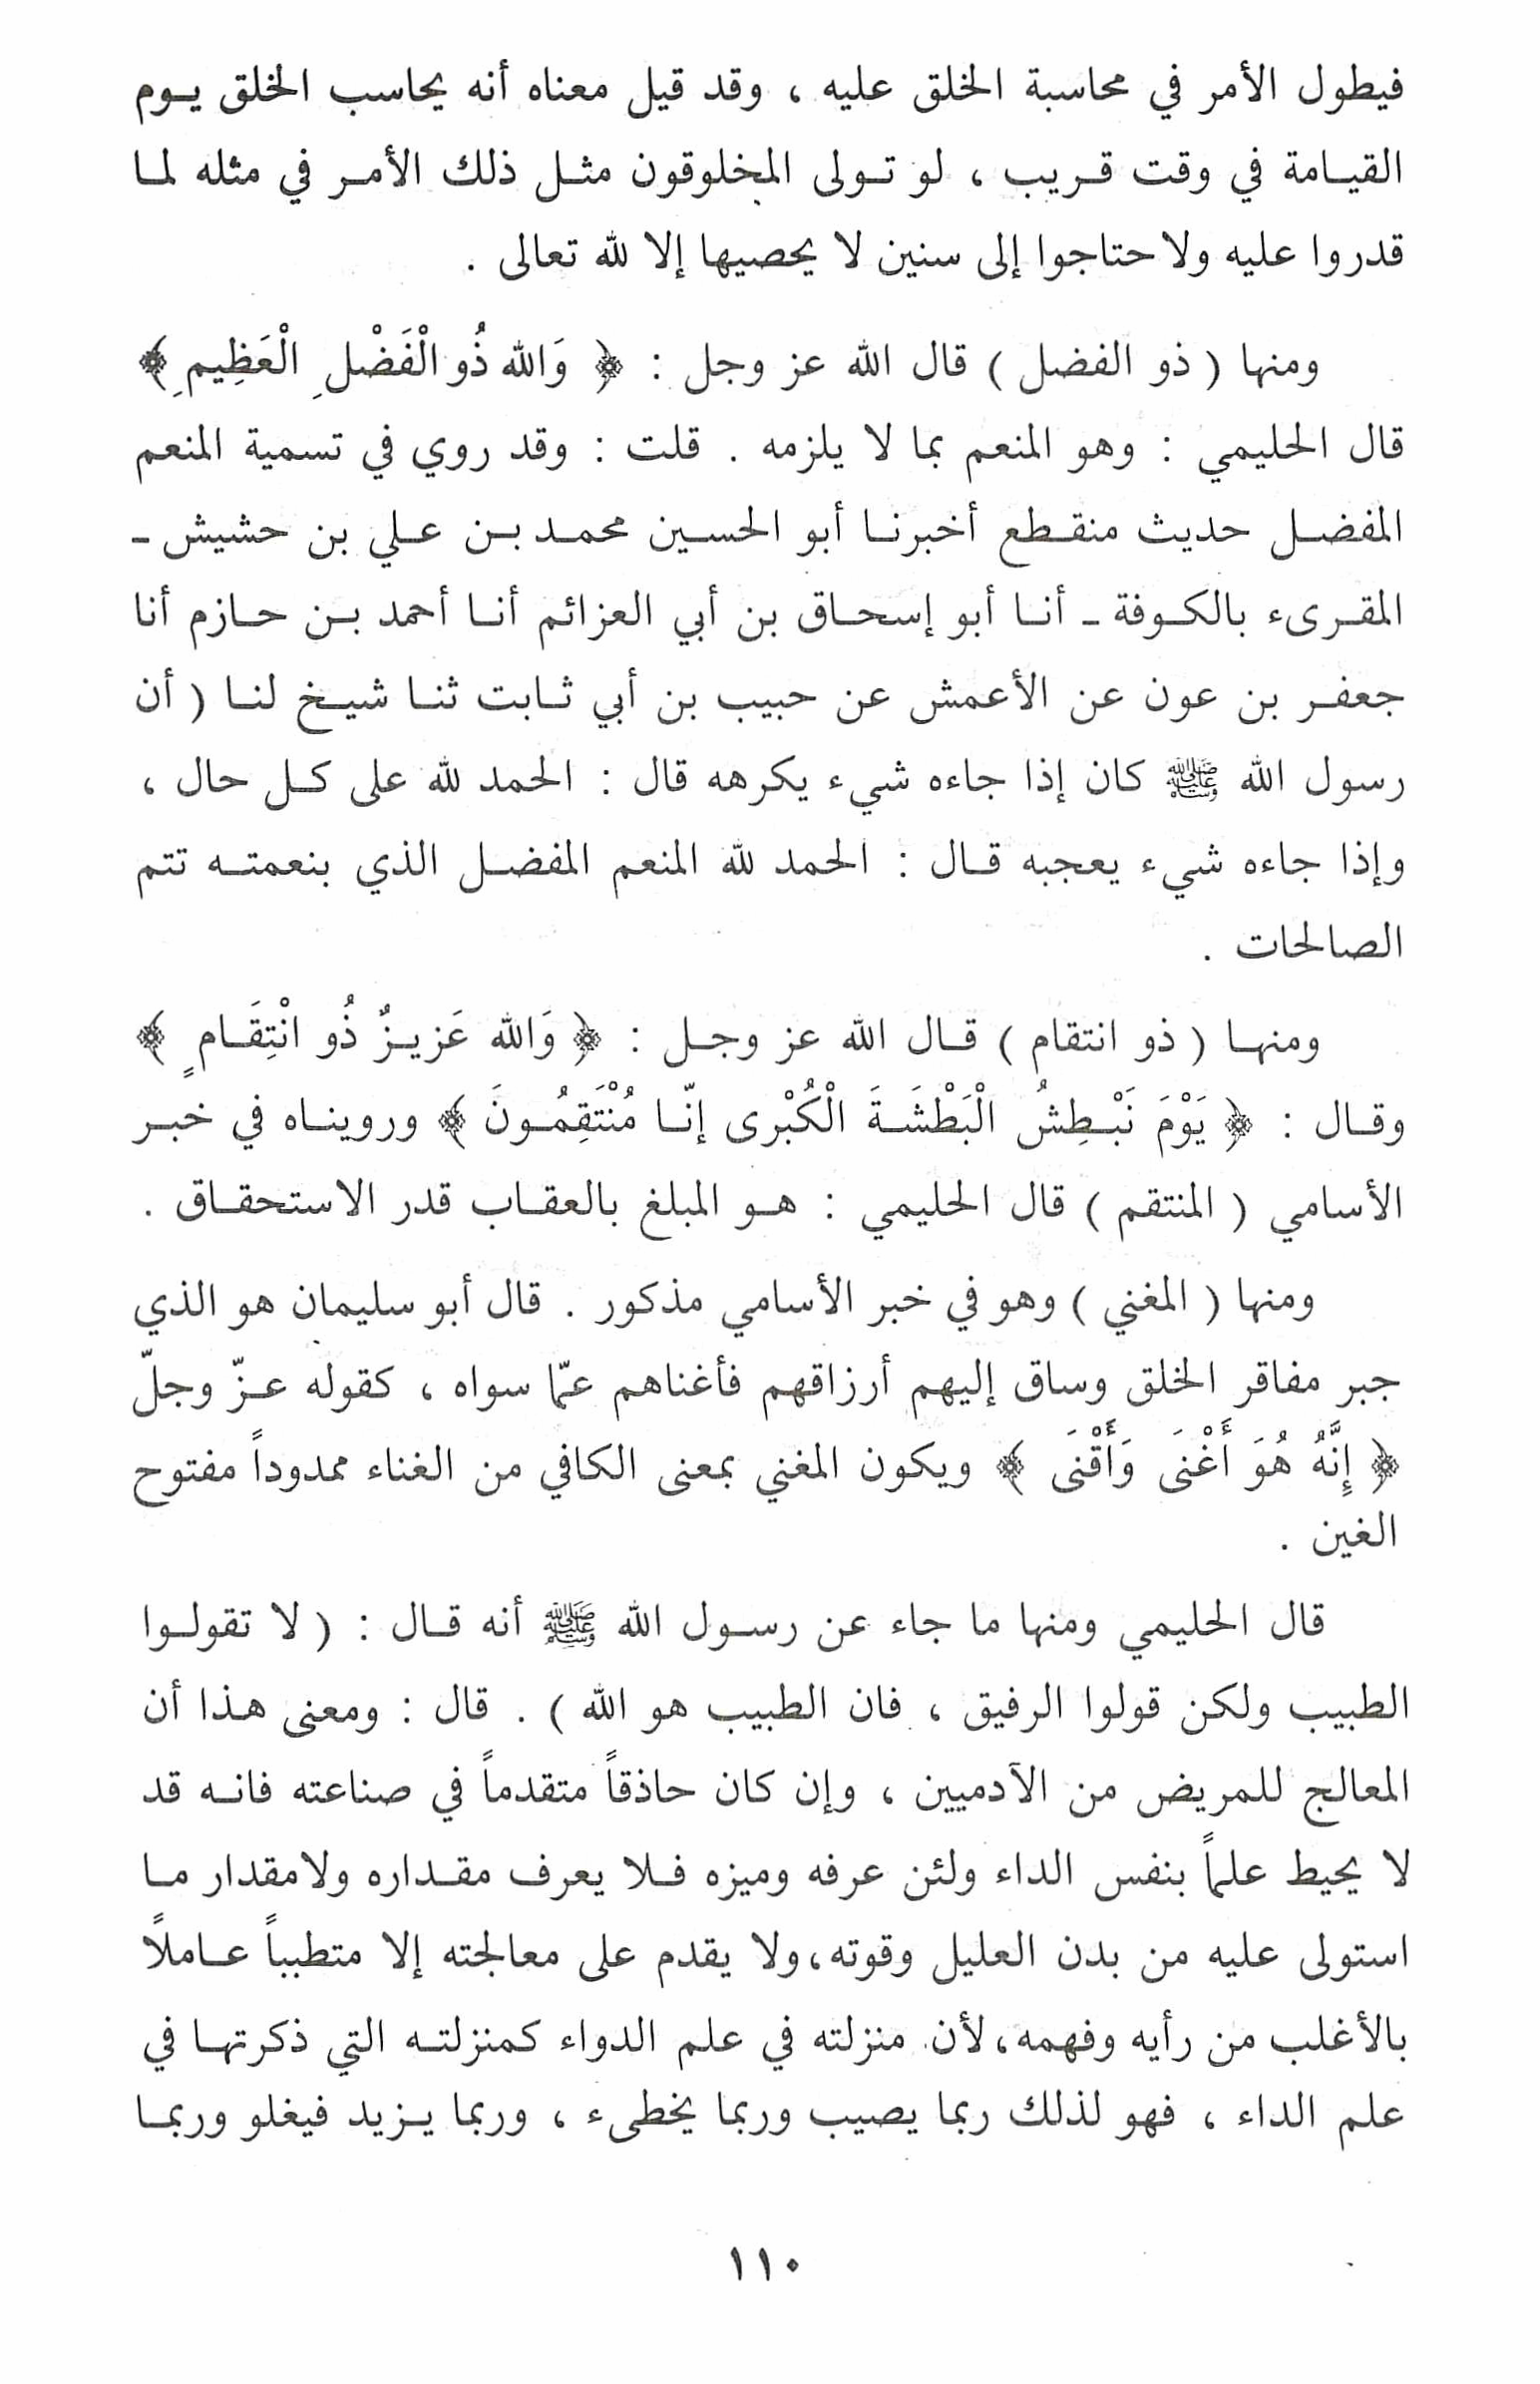 فيطول الأمر في محاسبة الخلق عليه ، وقد قيل معناه أنه يحاسب الخلق يوم
القيامة في وقت قريب ، لو تولى المخلوقون مثل ذلك الأمر في مثله لما
قدروا عليه ولاحتاجوا إلى سنين لا يحصيها إلا لله تعالى .
ومنها ( ذو الفضل ) قال الله عز وجل : ﴿ وَالله ذُو الْفَضْلِ الْعَظِيمِ ﴾
قال الحليمي : وهو المنعم بما لا يلزمه . قلت : وقد روي في تسمية المنعم
المفضل حديث منقطع أخبرنا أبو الحسين محمد بن علي بن حشيش -
المقرىء بالكوفة - أنا أبو إسحاق بن أبي العزائم أنا أحمد بن حازم أنا
جعفر بن عون عن الأعمش عن حبيب بن أبي ثابت ثنا شيخ لنا ( أن
رسول الله ﷺ كان إذا جاءه شيء يكرهه قال : الحمد لله على كل حال ،
وإذا جاءه شيء يعجبه قال : الحمد لله المنعم المفضل الذي بنعمته تتم
الصالحات .
ومنها ( ذو انتقام ) قال الله عز وجل : ﴿ وَالله عَزيزٌ ذُو انْتِقَامٍ ﴾
وقال : ﴿ يَوْمَ نَبْطِشُ الْبَطْشَةَ الْكُبْرى إنّا مُنْتَقِمُونَ ﴾ ورويناه في خبر
الأسامي ( المنتقم ) قال الحليمي : هو المبلغ بالعقاب قدر الاستحقاق .
ومنها ( المغني ) وهو في خبر الأسامي مذكور . قال أبو سليمان هو الذي
جبر مفاقر الخلق وساق إليهم أرزاقهم فأغناهم عمّا سواه ، كقوله عزّ وجلّ
﴿ إِنَّهُ هُوَ أَغْنَى وَأَقْنَى ﴾ ويكون المغني بمعنى الكافي من الغناء ممدوداً مفتوح
الغين .
قال الحليمي ومنها ما جاء عن رسول الله ﷺ أنه قال : ( لا تقولوا
الطبيب ولكن قولوا الرفيق ، فان الطبيب هو الله ) . قال : ومعنى هذا أن
المعالج للمريض من الآدميين ، وإن كان حاذقاً متقدماً في صناعته فانه قد
لا يحيط علماً بنفس الداء ولئن عرفه وميزه فلا يعرف مقداره ولامقدار ما
استولى عليه من بدن العليل وقوته، ولا يقدم على معالجته إلا متطبباً عاملاً
بالأغلب من رأيه وفهمه، لأن منزلته في علم الدواء كمنزلته التي ذكرتها في
علم الداء ، فهو لذلك ربما يصيب وربما يخطىء ، وربما يزيد فيغلو وربما
١١٠